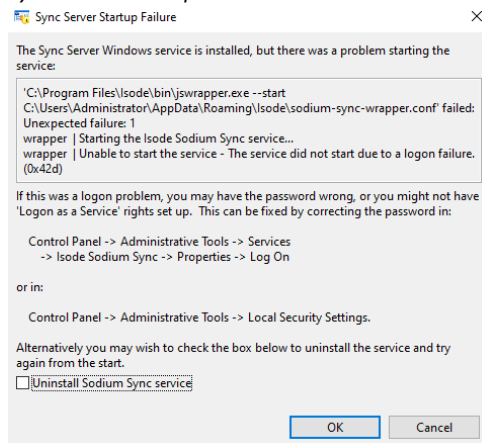 Sync Server Startup Failure
The Sync Server Windows service is installed, but there was a problem starting the
service:
'C:\Program Files\Isode\bin\jswrapper.exe --start
C:\Users\Administrator\AppData\Roaming\Isode\sodium-sync-wrapper.conf' failed:
Unexpected failure: 1
wrapper | Starting the Isode Sodium Sync service...
wrapper | Unable to start the service - The service did not start due to a logon failure.
(0x42d)
If this was a logon problem, you may have the password wrong, or you might not have
'Logon as a Service' rights set up. This can be fixed by correcting the password in:
Control Panel -> Administrative Tools -> Services
-> Isode Sodium Sync -> Properties -> Log On
or in:
Control Panel -> Administrative Tools -> Local Security Settings.
Alternatively you may wish to check the box below to uninstall the service and try
again from the start.
Uninstall Sodium Sync service
OK Cancel